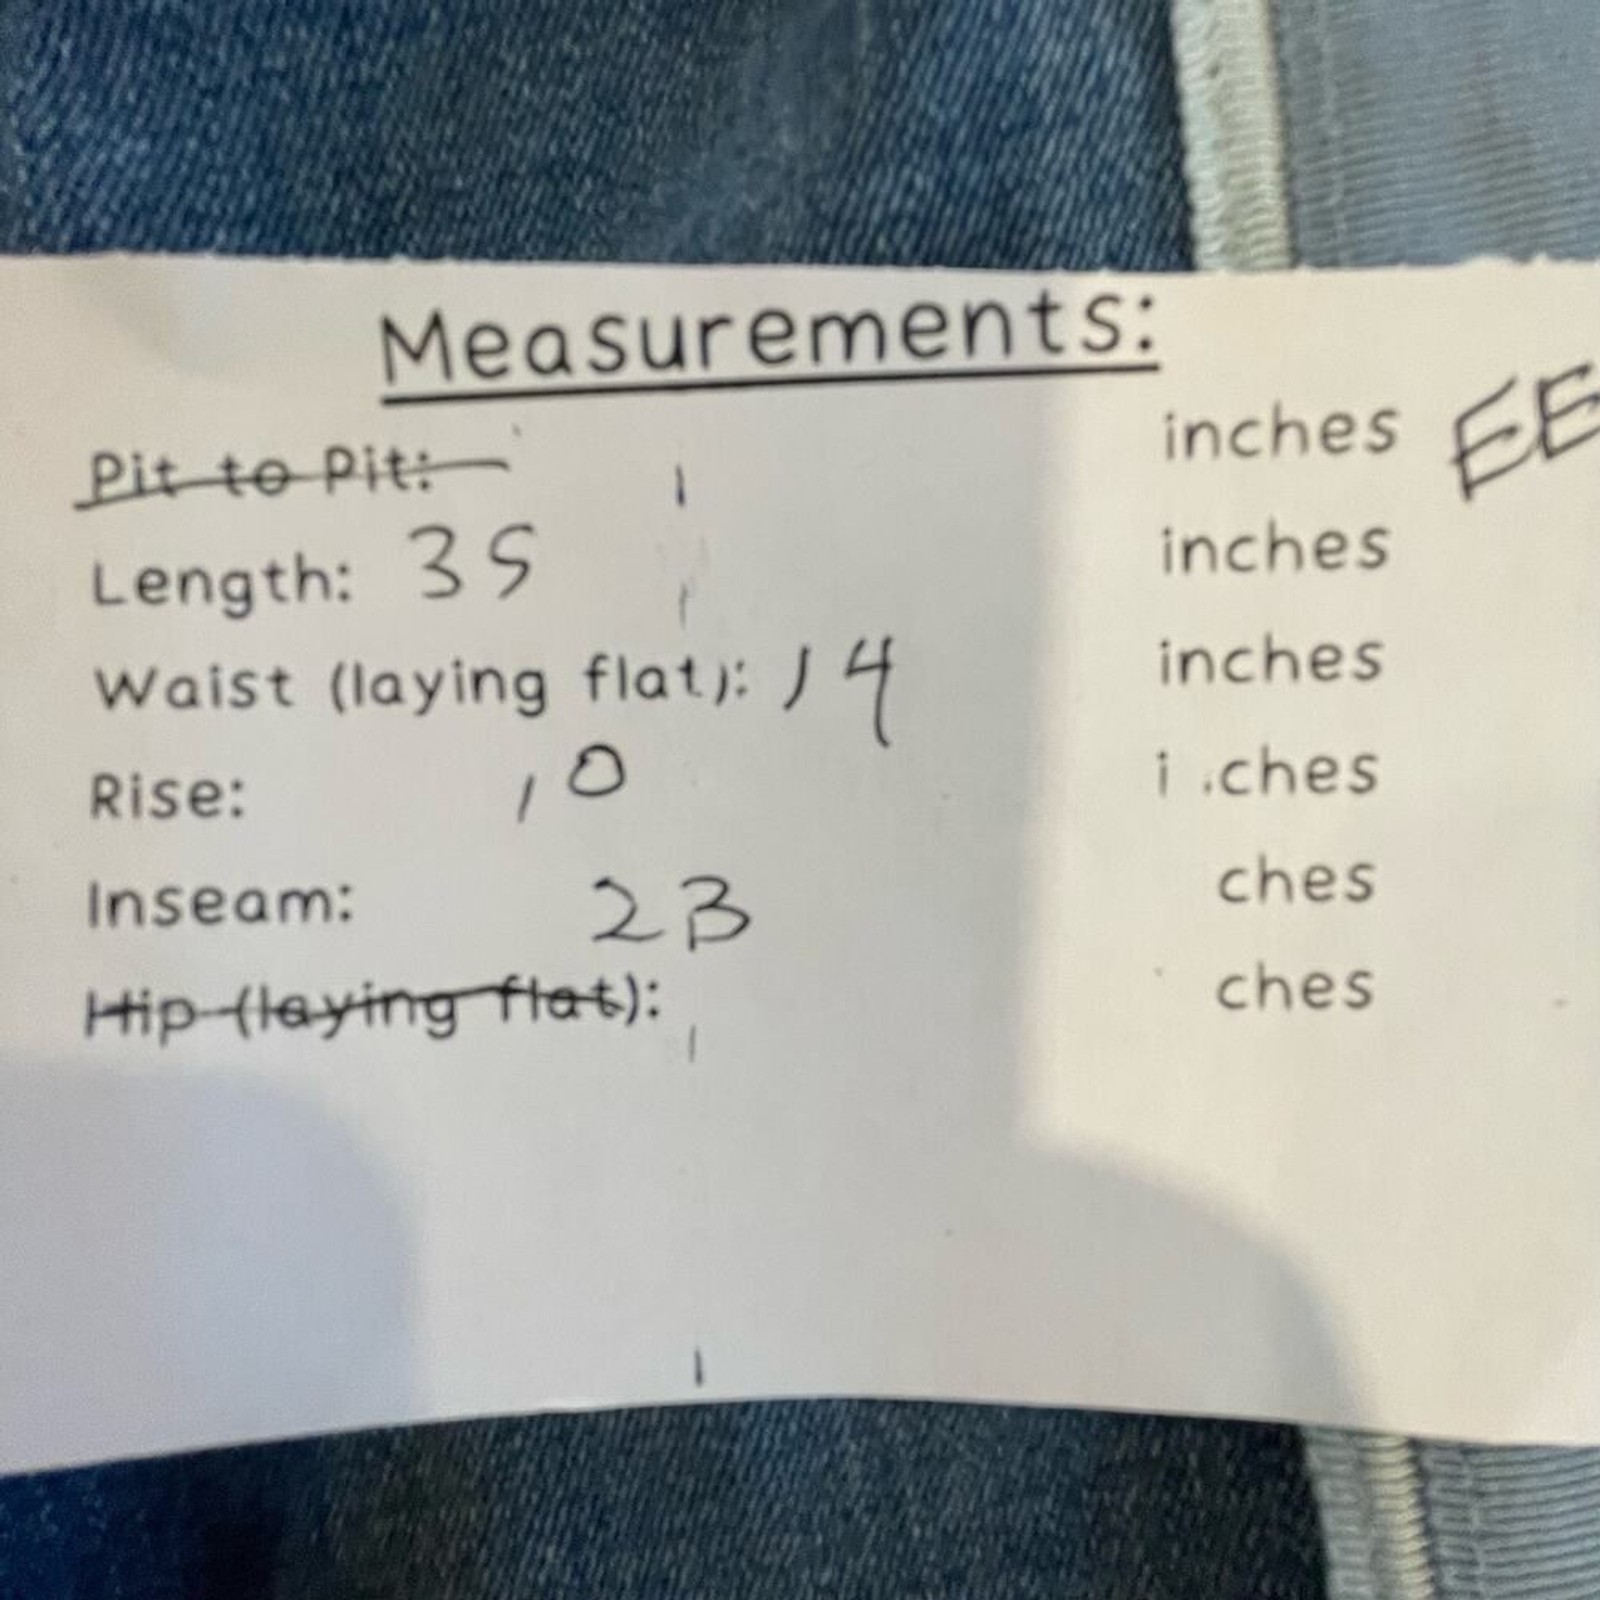 Measurements:
Pit to Pit: inches EE
Length: 35 inches
Waist (laying flat): 14 inches
Rise: 10 i ches
Inseam: 23 ches
Hip (laying flat): ches